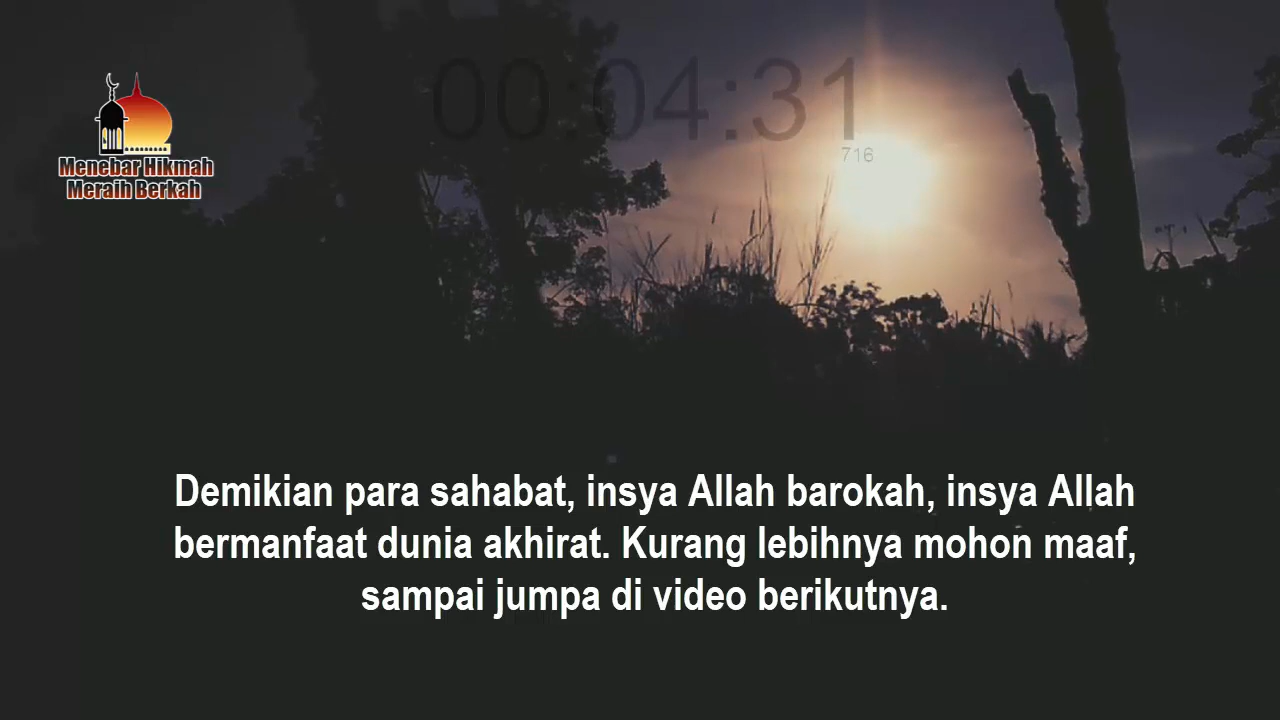 00:04:31
716
Menebar Hikmah
Meraih Berkah
Demikian para sahabat, insya Allah barokah, insya Allah
bermanfaat dunia akhirat. Kurang lebihnya mohon maaf,
sampai jumpa di video berikutnya.